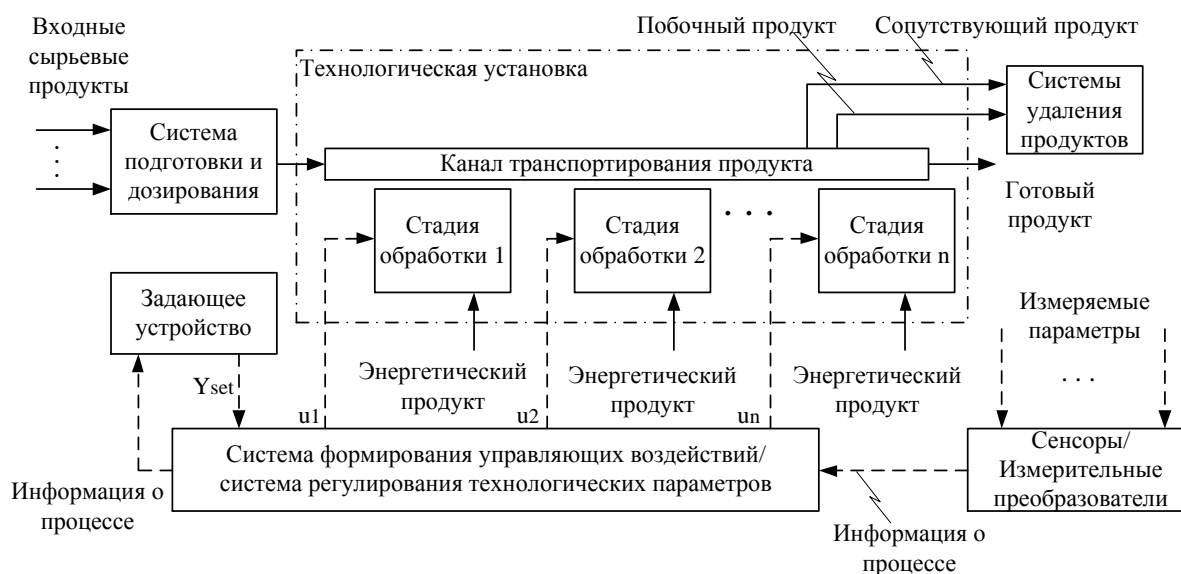 Входные
сырьевые
продукты
Побочный продукт
Сопутствующий продукт
Технологическая установка
Системы
удаления
продуктов
Система
подготовки и
дозирования
Канал транспортирования продукта
Готовый
продукт
Стадия
обработки 1
Стадия
обработки 2
Стадия
обработки n
Задающее
устройство
Измеряемые
параметры
Энергетический
продукт
Энергетический
продукт
Энергетический
продукт
Yset
u1
u2
un
Система формирования управляющих воздействий/
система регулирования технологических параметров
Сенсоры/
Измерительные
преобразователи
Информация о
процессе
Информация о
процессе